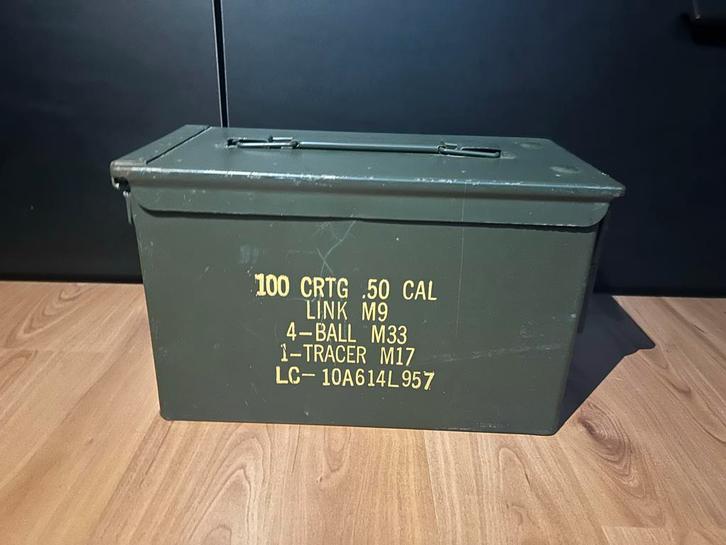 100 CRTG .50 CAL
LINK M9
4-BALL M33
1-TRACER M17
LC-10A614L957